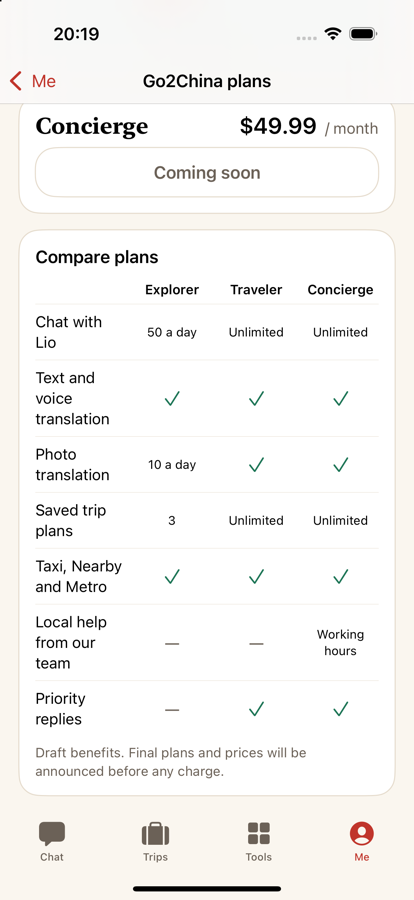 20:19
Me
Go2China plans
Concierge $49.99 / month
Coming soon
Compare plans
Explorer Traveler Concierge
Chat with
Lio
50 a day Unlimited Unlimited
Text and
voice
translation
Photo
translation
10 a day
Saved trip
plans
3 Unlimited Unlimited
Taxi, Nearby
and Metro
Local help
from our
team
— —
Working
hours
Priority
replies
—
Draft benefits. Final plans and prices will be
announced before any charge.
Chat Trips Tools Me